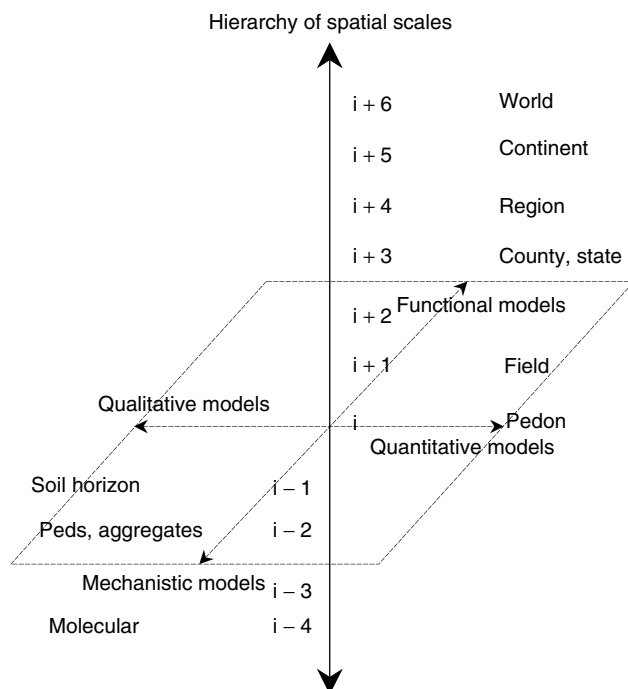 Hierarchy of spatial scales
i + 6 World
i + 5 Continent
i + 4 Region
i + 3 County, state
i + 2 Functional models
i + 1 Field
Qualitative models
i Pedon
Quantitative models
Soil horizon i − 1
Peds, aggregates i − 2
Mechanistic models i − 3
Molecular i − 4